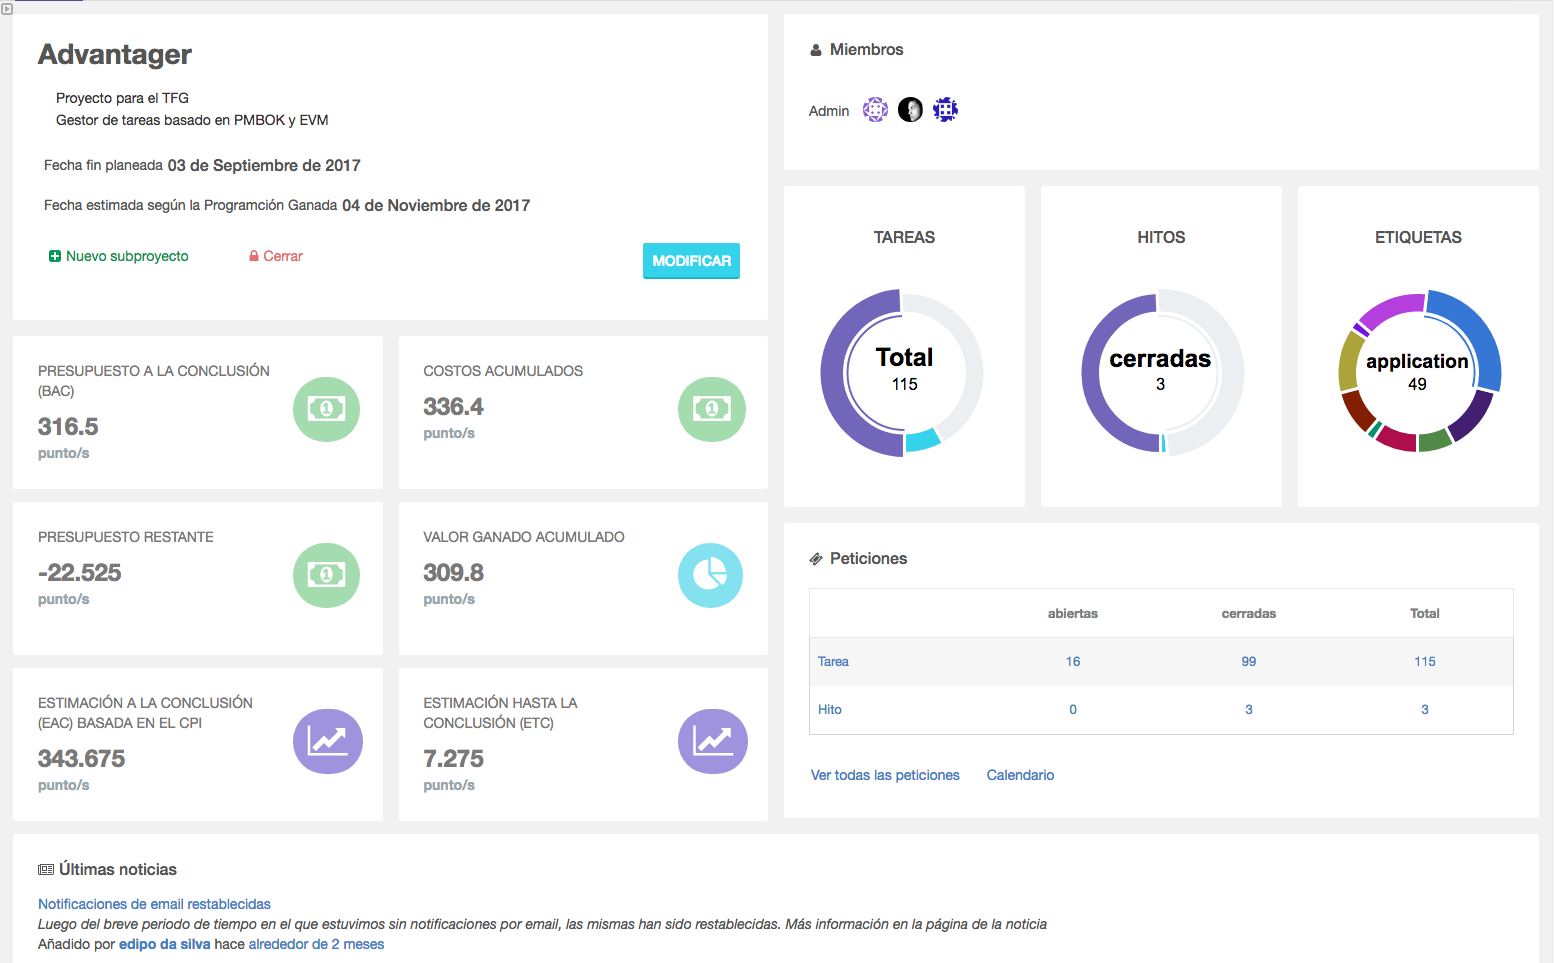 Advantager
Proyecto para el TFG
Gestor de tareas basado en PMBOK y EVM
Fecha fin planeada 03 de Septiembre de 2017
Fecha estimada según la Programción Ganada 04 de Noviembre de 2017
Nuevo subproyecto
Cerrar
MODIFICAR
PRESUPUESTO A LA CONCLUSIÓN
(BAC)
316.5
punto/s
COSTOS ACUMULADOS
336.4
punto/s
PRESUPUESTO RESTANTE
-22.525
punto/s
VALOR GANADO ACUMULADO
309.8
punto/s
ESTIMACIÓN A LA CONCLUSIÓN
(EAC) BASADA EN EL CPI
343.675
punto/s
ESTIMACIÓN HASTA LA
CONCLUSIÓN (ETC)
7.275
punto/s
Miembros
Admin
TAREAS
Total
115
HITOS
cerradas
3
ETIQUETAS
application
49
Peticiones
abiertas cerradas Total
Tarea 16 99 115
Hito 0 3 3
Ver todas las peticiones Calendario
Últimas noticias
Notificaciones de email restablecidas
Luego del breve periodo de tiempo en el que estuvimos sin notificaciones por email, las mismas han sido restablecidas. Más información en la página de la noticia
Añadido por edipo da silva hace alrededor de 2 meses